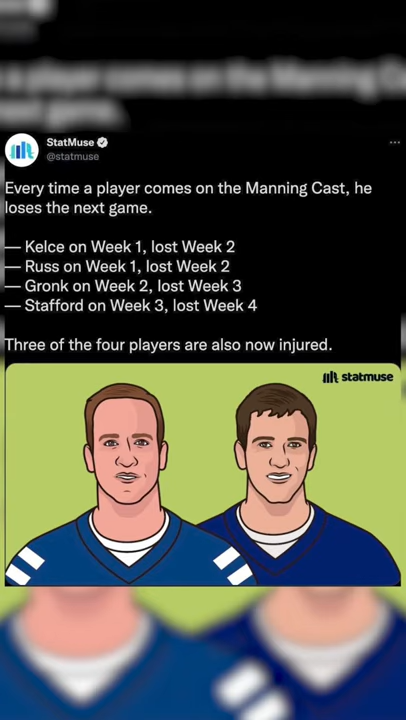 StatMuse
@statmuse
Every time a player comes on the Manning Cast, he
loses the next game.
— Kelce on Week 1, lost Week 2
— Russ on Week 1, lost Week 2
— Gronk on Week 2, lost Week 3
— Stafford on Week 3, lost Week 4
Three of the four players are also now injured.
statmuse